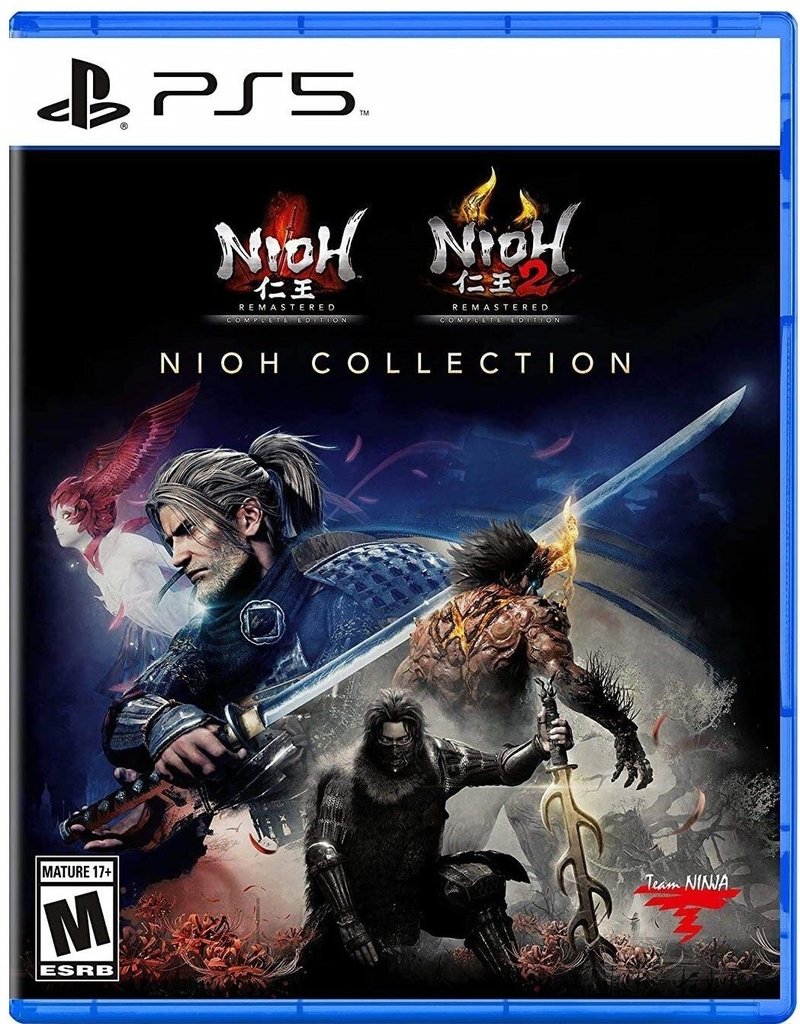 PS5™
NIOH
仁王
REMASTERED
COMPLETE EDITION
NIOH 2
仁王
REMASTERED
COMPLETE EDITION
NIOH COLLECTION
MATURE 17+
M
ESRB
Team NINJA